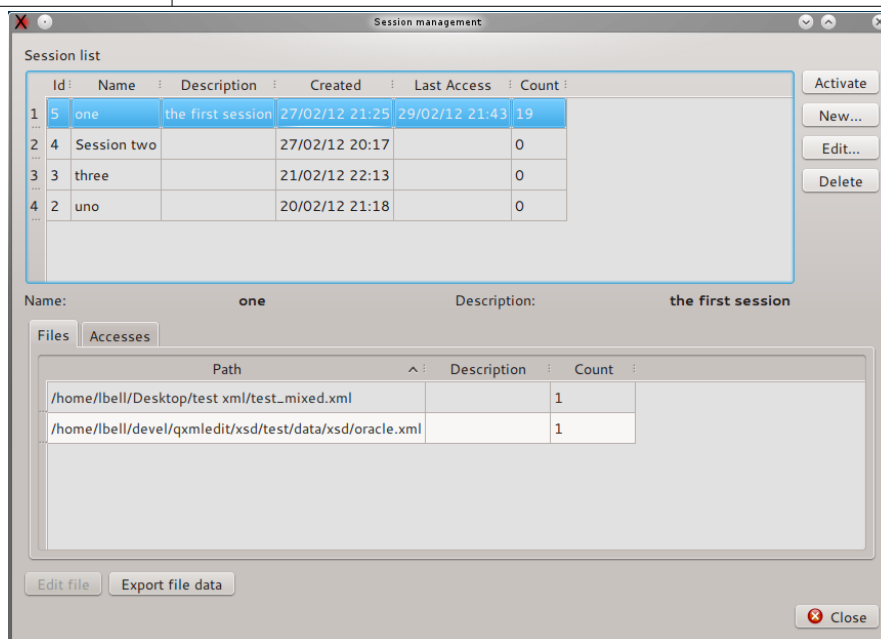 Session management
Session list
Id Name Description Created Last Access Count
1 5 one the first session 27/02/12 21:25 29/02/12 21:43 19
2 4 Session two 27/02/12 20:17 0
3 3 three 21/02/12 22:13 0
4 2 uno 20/02/12 21:18 0
Activate
New...
Edit...
Delete
Name: one Description: the first session
Files Accesses
Path Description Count
/home/lbell/Desktop/test xml/test_mixed.xml 1
/home/lbell/devel/qxmledit/xsd/test/data/xsd/oracle.xml 1
Edit file Export file data
Close